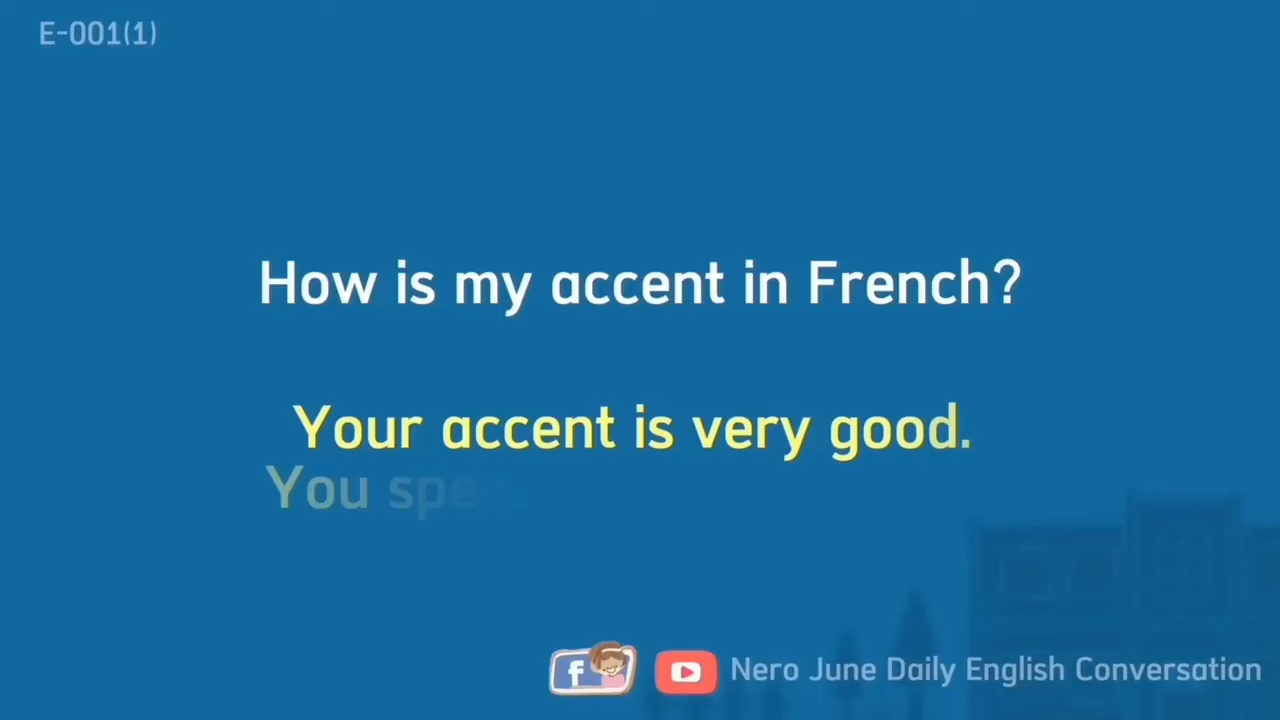 E-001(1)
How is my accent in French?
Your accent is very good.
You
f
Nero June Daily English Conversation